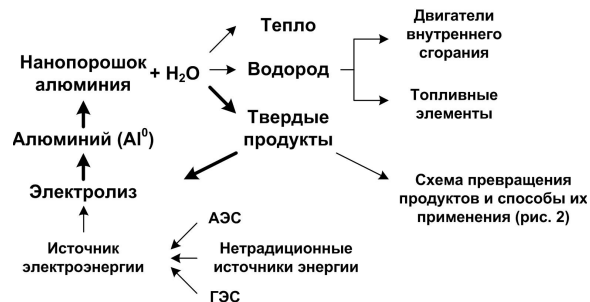 Тепло
Двигатели
внутреннего
сгорания
Нанопорошок
алюминия
+ H₂O
Водород
Топливные
элементы
Твердые
продукты
Алюминий (Al⁰)
Электролиз
Схема превращения
продуктов и способы их
применения (рис. 2)
АЭС
Источник
электроэнергии
Нетрадиционные
источники энергии
ГЭС